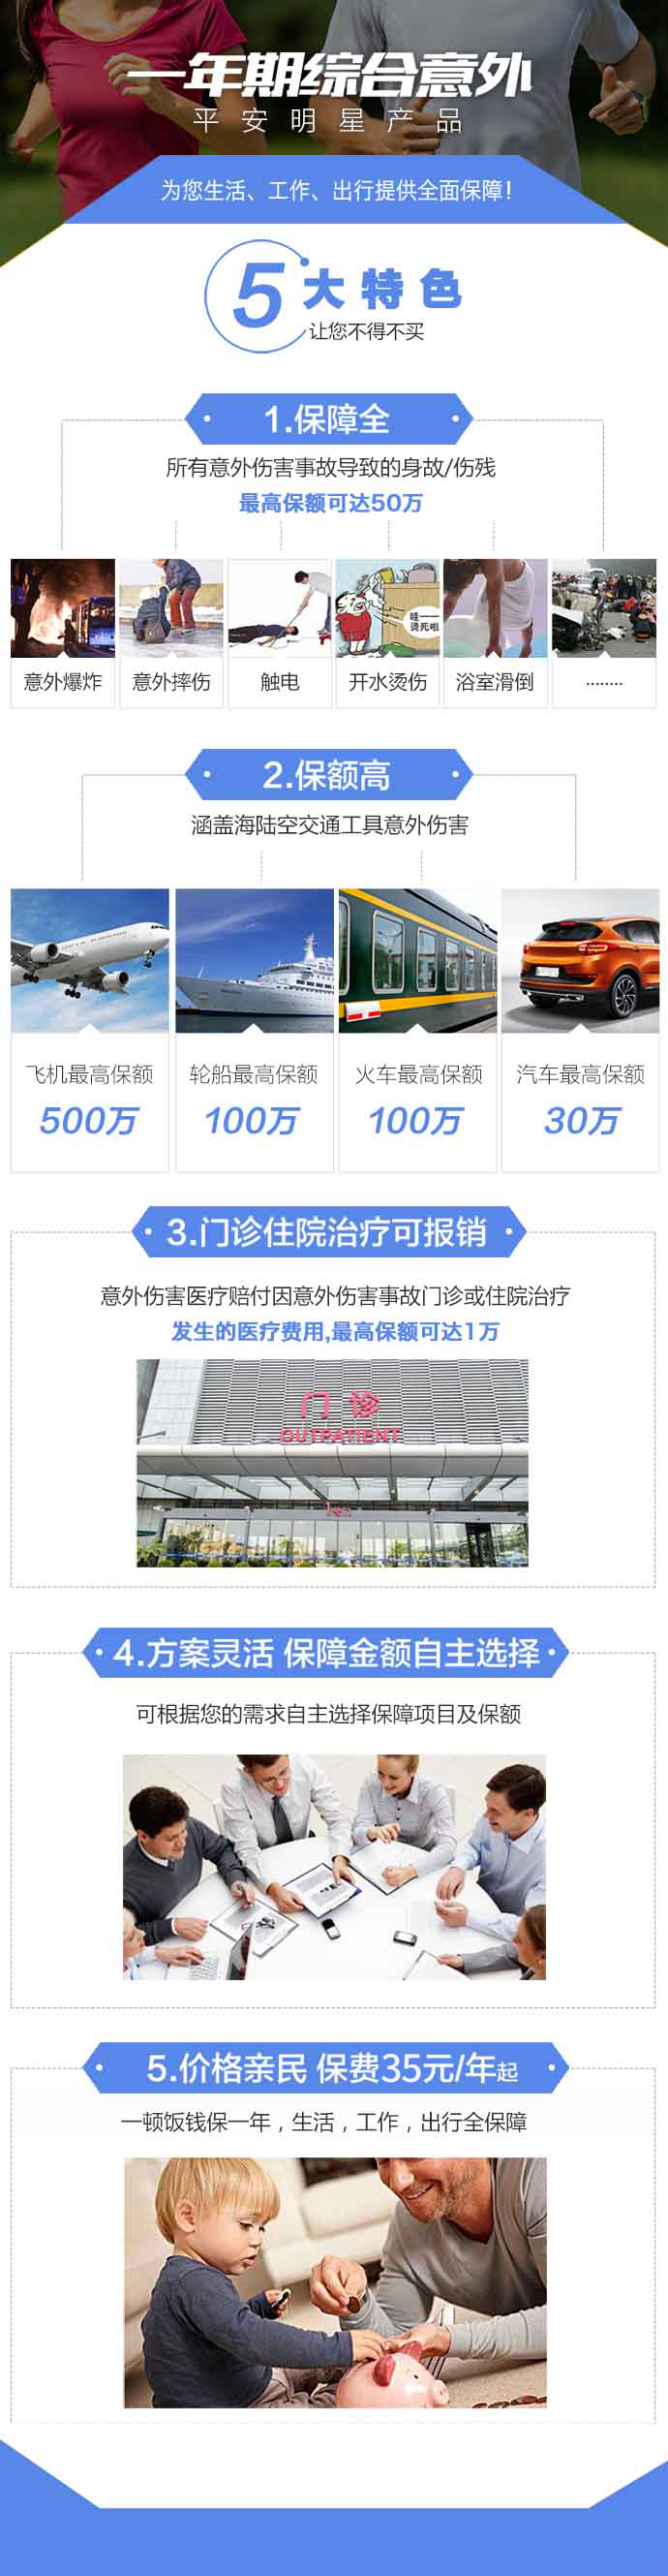 一年期综合意外
平安明星产品
为您生活、工作、出行提供全面保障！
5大特色
让您不得不买
1.保障全
所有意外伤害事故导致的身故/伤残
最高保额可达50万
哇——
烫死啦
意外爆炸 意外摔伤 触电 开水烫伤 浴室滑倒 ········
2.保额高
涵盖海陆空交通工具意外伤害
飞机最高保额 轮船最高保额 火车最高保额 汽车最高保额
500万 100万 100万 30万
3.门诊住院治疗可报销
意外伤害医疗赔付因意外伤害事故门诊或住院治疗
发生的医疗费用,最高保额可达1万
门诊
OUTPATIENT
4.方案灵活 保障金额自主选择
可根据您的需求自主选择保障项目及保额
5.价格亲民 保费35元/年起
一顿饭钱保一年，生活，工作，出行全保障